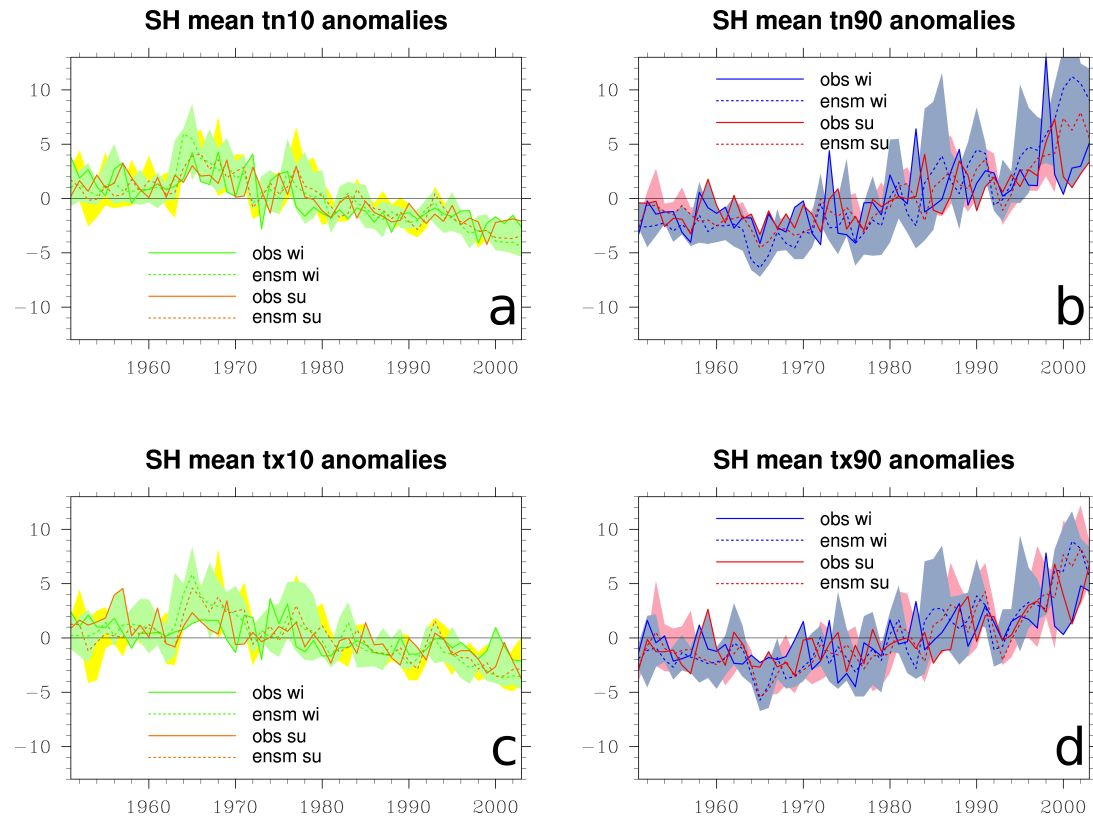 SH mean tn10 anomalies
10
5
0
−5
−10
obs wi
ensm wi
obs su
ensm su
a
1960 1970 1980 1990 2000
SH mean tn90 anomalies
10
5
0
−5
−10
obs wi
ensm wi
obs su
ensm su
b
1960 1970 1980 1990 2000
SH mean tx10 anomalies
10
5
0
−5
−10
obs wi
ensm wi
obs su
ensm su
c
1960 1970 1980 1990 2000
SH mean tx90 anomalies
10
5
0
−5
−10
obs wi
ensm wi
obs su
ensm su
d
1960 1970 1980 1990 2000